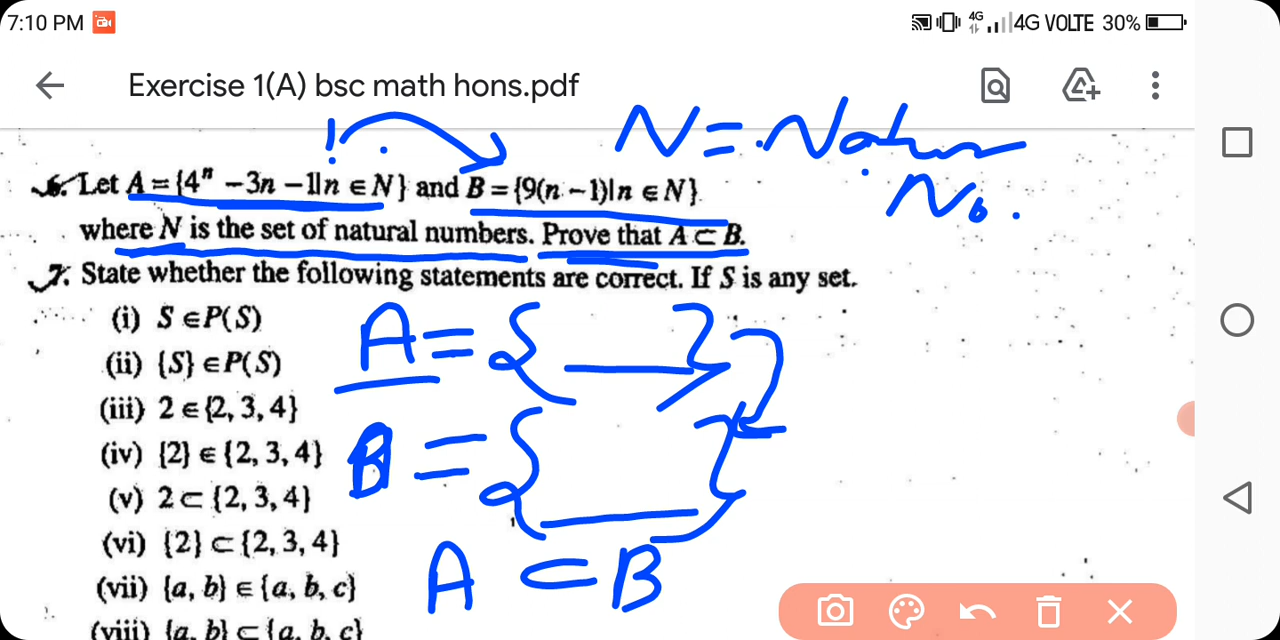 7:10 PM 4G 4G VOLTE 30%
Exercise 1(A) bsc math hons.pdf
N = Natur
No.
6. Let A = {4ⁿ – 3n – 1|n ∈ N} and B = {9(n – 1)|n ∈ N}
where N is the set of natural numbers. Prove that A ⊂ B.
7. State whether the following statements are correct. If S is any set.
(i) S ∈ P(S)
(ii) {S} ∈ P(S)
(iii) 2 ∈ {2, 3, 4}
(iv) {2} ∈ {2, 3, 4}
(v) 2 ⊂ {2, 3, 4}
(vi) {2} ⊂ {2, 3, 4}
(vii) {a, b} ∈ {a, b, c}
(viii) {a, b} ⊂ {a, b, c}
A = { }
B = { }
A ⊂ B